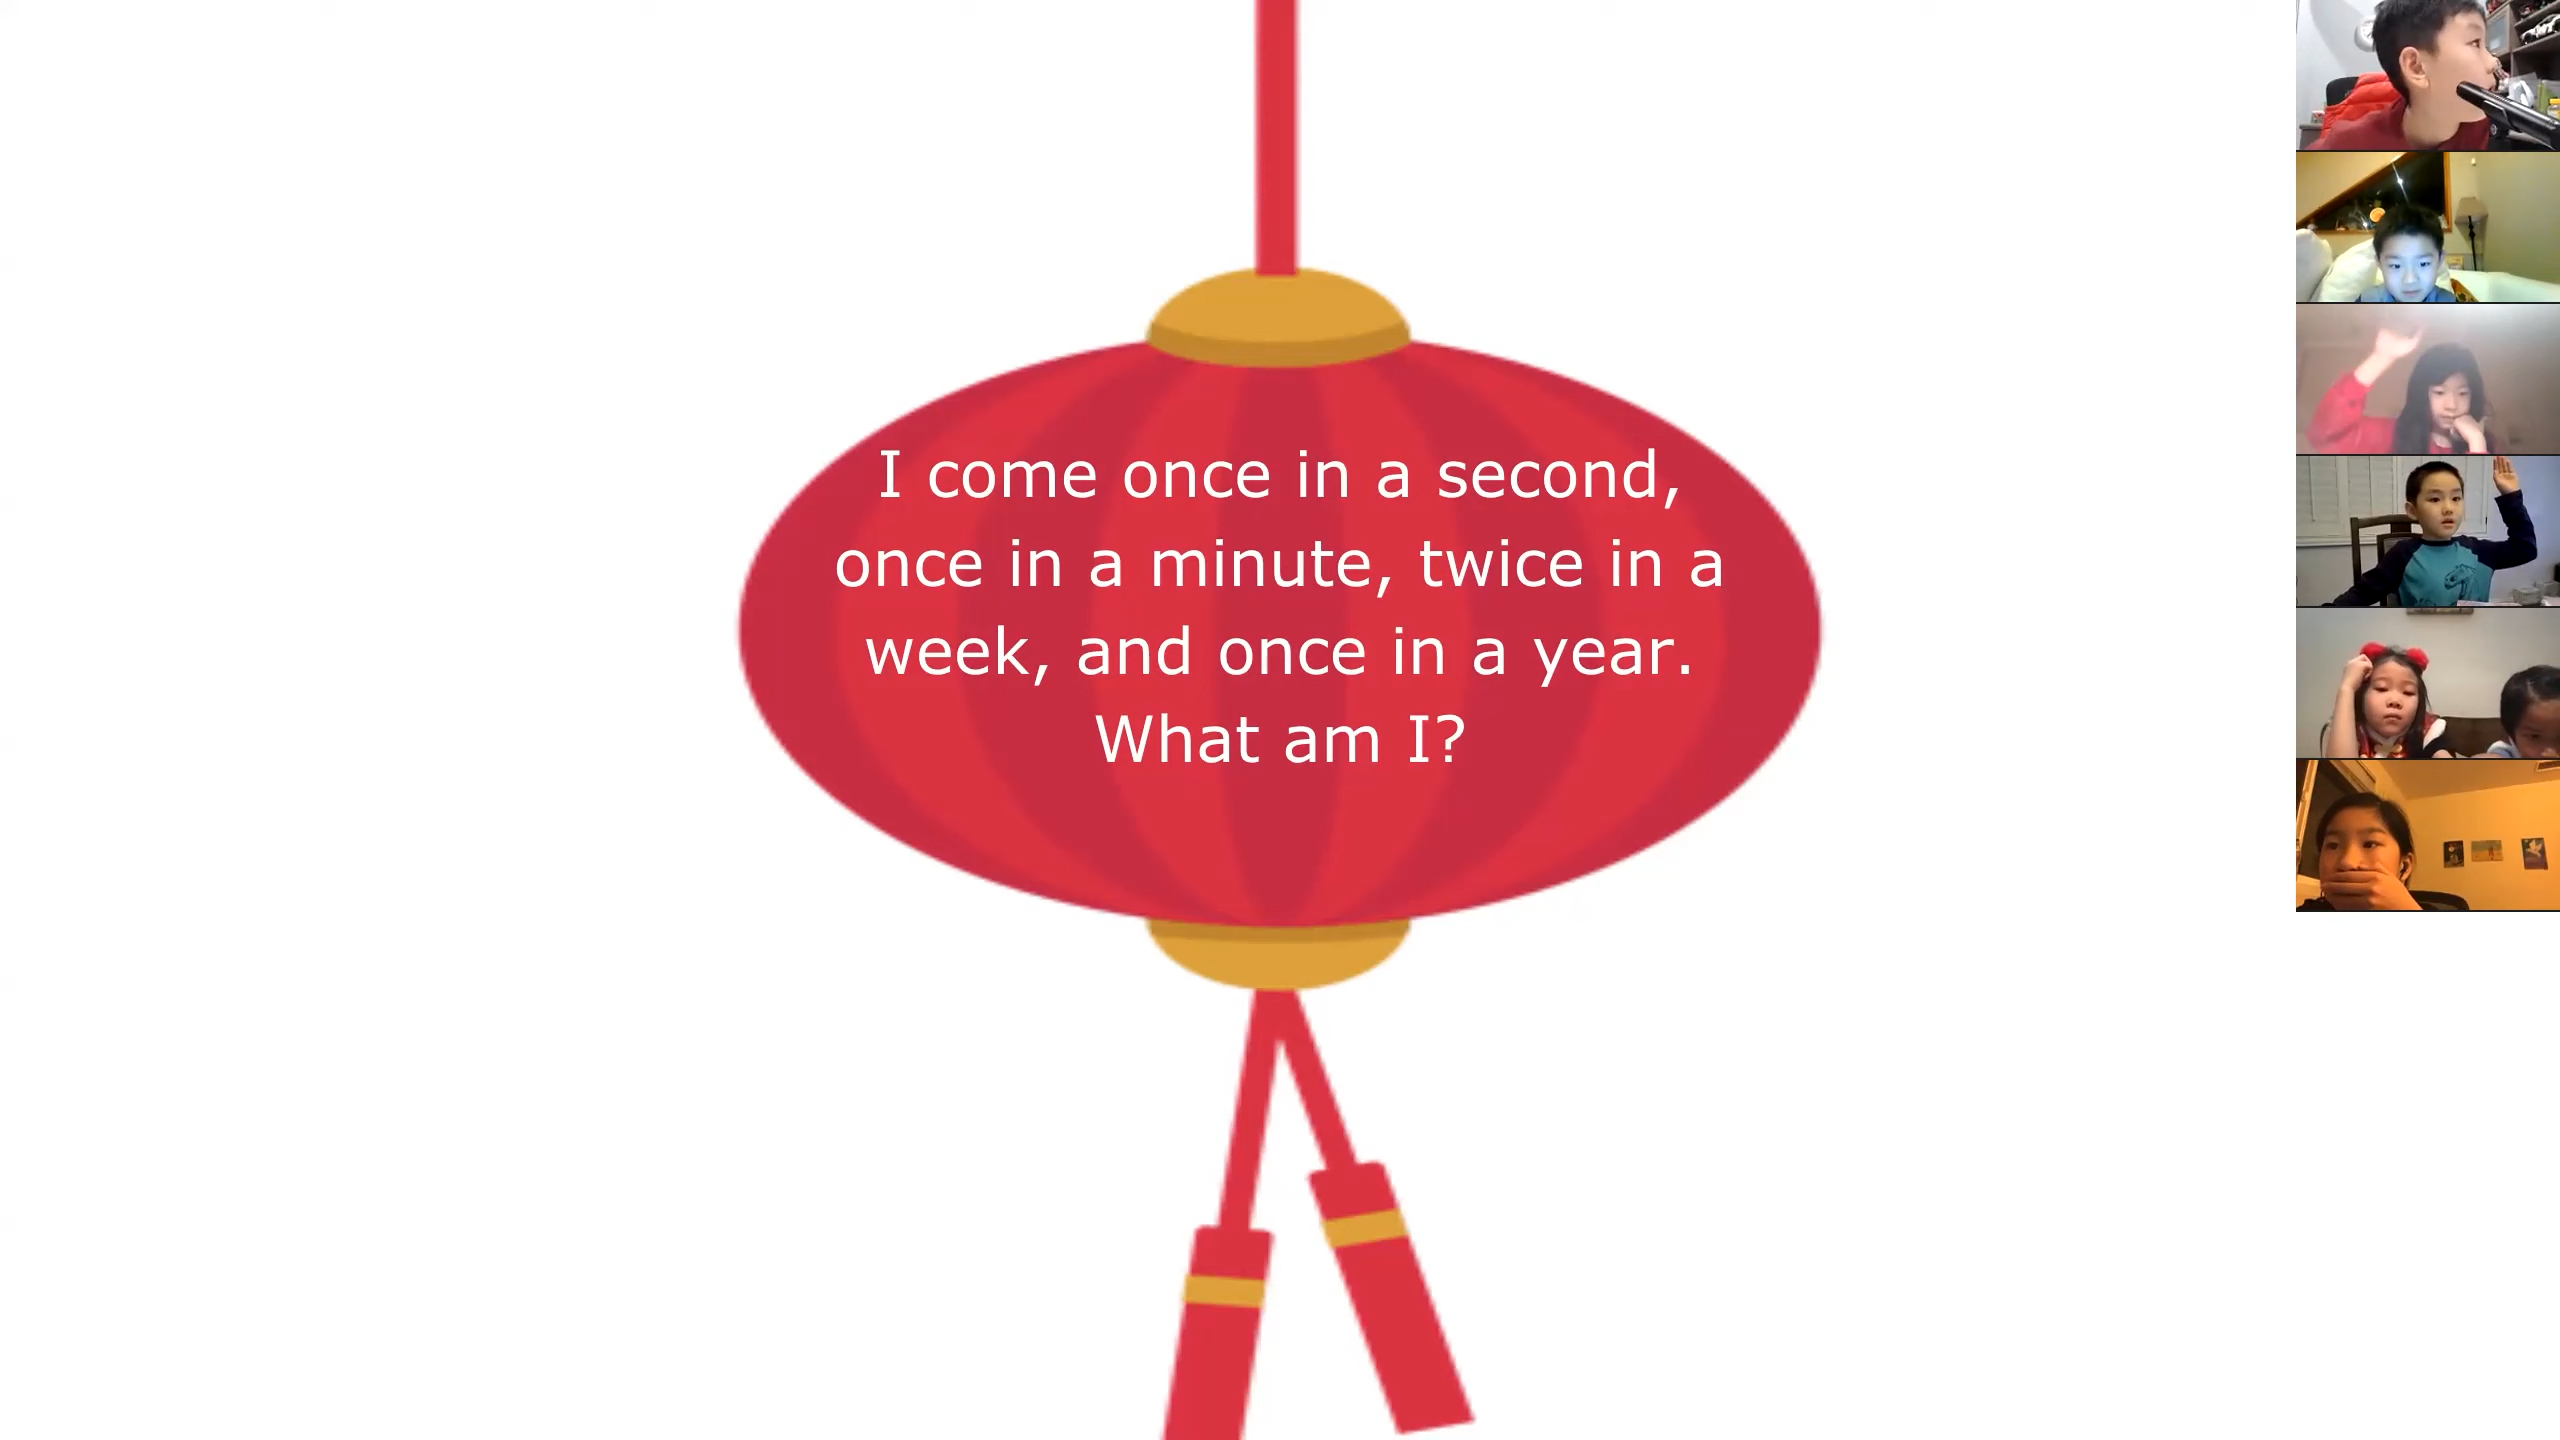 I come once in a second,
once in a minute, twice in a
week, and once in a year.
What am I?